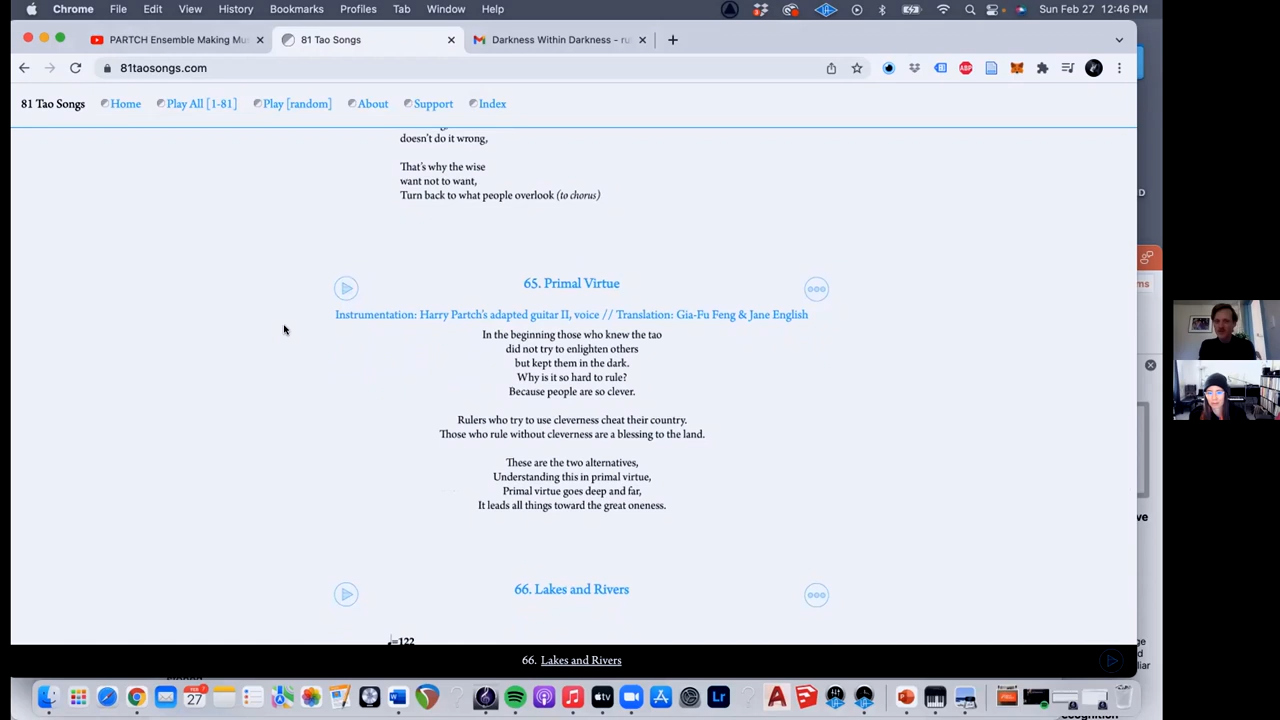 Chrome File Edit View History Bookmarks Profiles Tab Window Help Sun Feb 27 12:46 PM
PARTCH Ensemble Making Mu 81 Tao Songs Darkness Within Darkness - ru
81taosongs.com
81 Tao Songs Home Play All [1-81] Play [random] About Support Index
doesn't do it wrong,
That's why the wise
want not to want,
Turn back to what people overlook (to chorus)
65. Primal Virtue
Instrumentation: Harry Partch's adapted guitar II, voice // Translation: Gia-Fu Feng & Jane English
In the beginning those who knew the tao
did not try to enlighten others
but kept them in the dark.
Why is it so hard to rule?
Because people are so clever.
Rulers who try to use cleverness cheat their country.
Those who rule without cleverness are a blessing to the land.
These are the two alternatives,
Understanding this in primal virtue,
Primal virtue goes deep and far,
It leads all things toward the great oneness.
66. Lakes and Rivers
=122
66. Lakes and Rivers